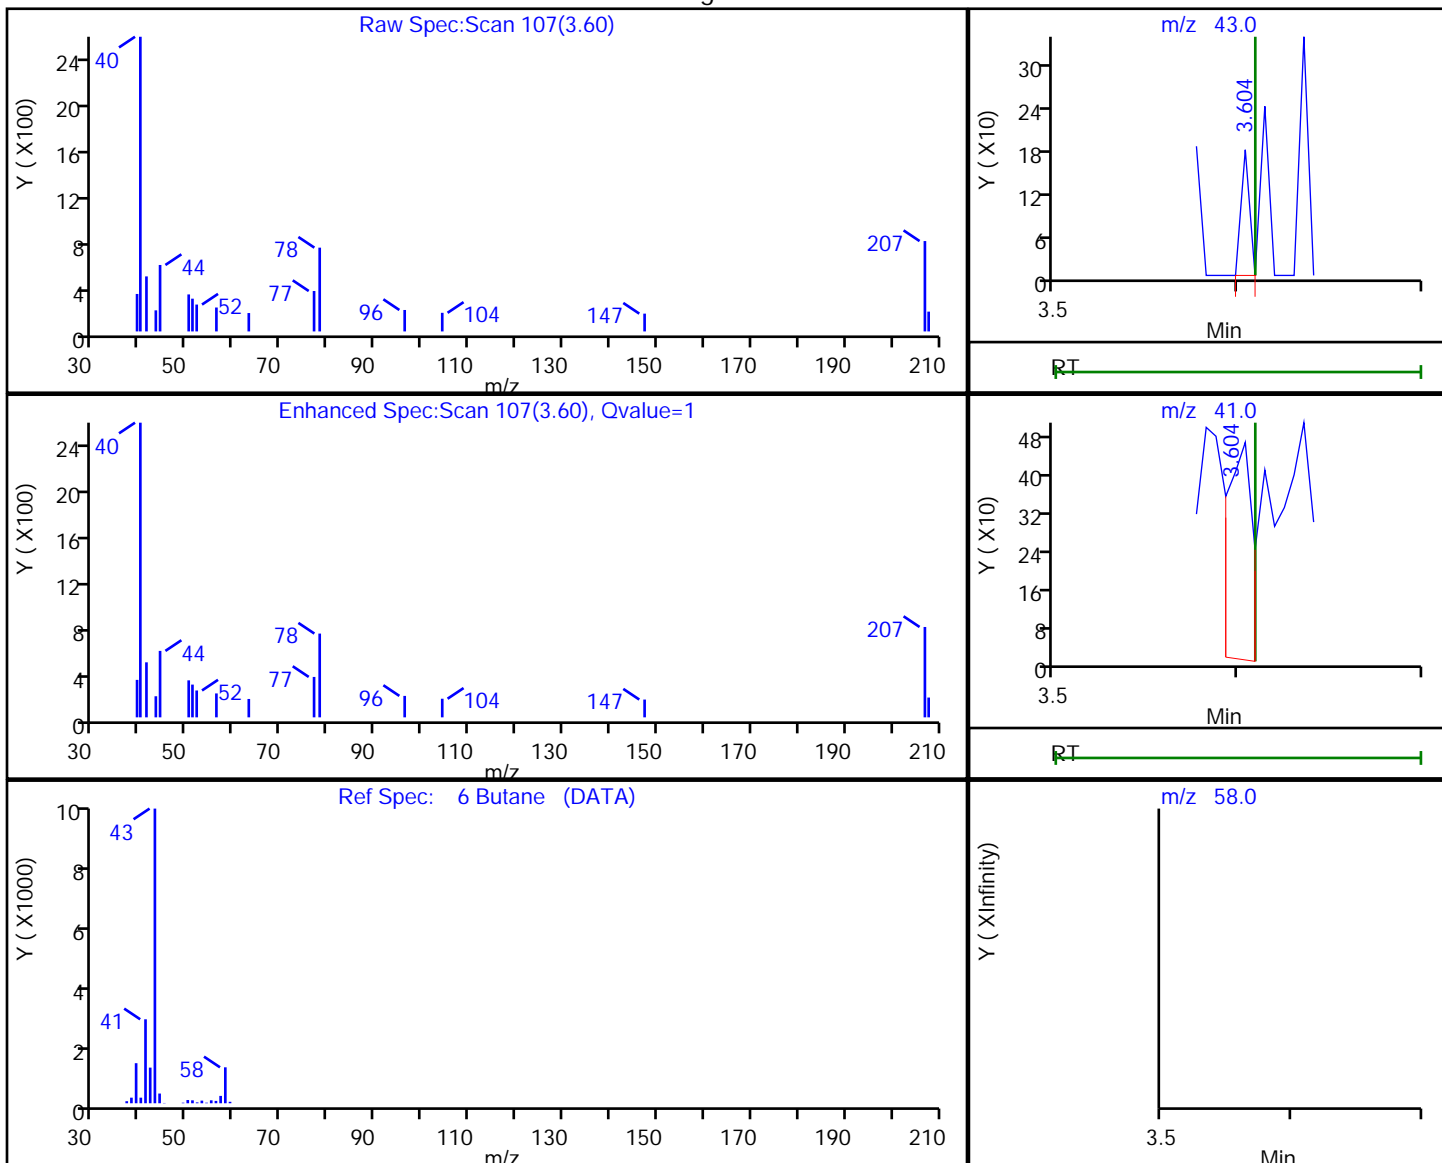 Raw Spec:Scan 107(3.60)
Y ( X100)
24
20
16
12
8
4
0
40
44
52
77
78
96
104
147
207
30 50 70 90 110 130 150 170 190 210
m/z
m/z 43.0
Y ( X10)
30
24
18
12
6
0
3.604
3.5
Min
RT
Enhanced Spec:Scan 107(3.60), Qvalue=1
Y ( X100)
24
20
16
12
8
4
0
40
44
52
77
78
96
104
147
207
30 50 70 90 110 130 150 170 190 210
m/z
m/z 41.0
Y ( X10)
48
40
32
24
16
8
0
3.604
3.5
Min
RT
Ref Spec: 6 Butane (DATA)
Y ( X1000)
10
8
6
4
2
0
43
41
58
30 50 70 90 110 130 150 170 190 210
m/z
m/z 58.0
Y ( XInfinity)
3.5
Min